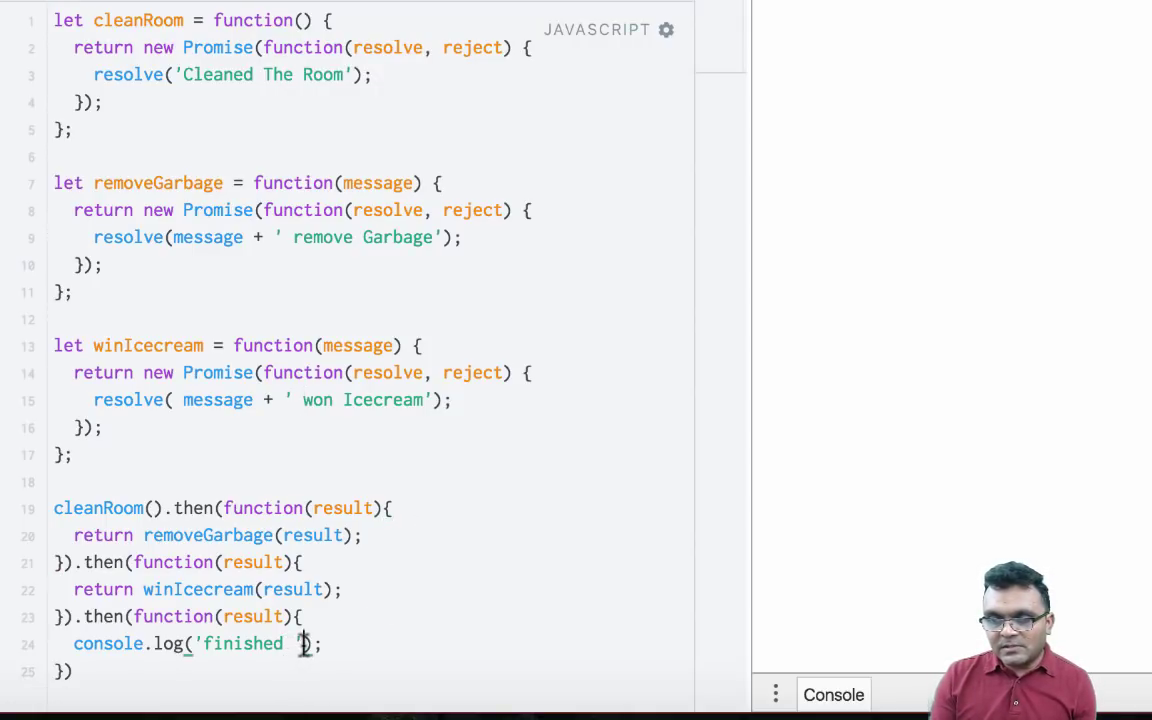 1 let cleanRoom = function() {
JAVASCRIPT
2 return new Promise(function(resolve, reject) {
3 resolve('Cleaned The Room');
4 });
5 };
6
7 let removeGarbage = function(message) {
8 return new Promise(function(resolve, reject) {
9 resolve(message + ' remove Garbage');
10 });
11 };
12
13 let winIcecream = function(message) {
14 return new Promise(function(resolve, reject) {
15 resolve( message + ' won Icecream');
16 });
17 };
18
19 cleanRoom().then(function(result){
20 return removeGarbage(result);
21 }).then(function(result){
22 return winIcecream(result);
23 }).then(function(result){
24 console.log('finished ');
25 })
Console